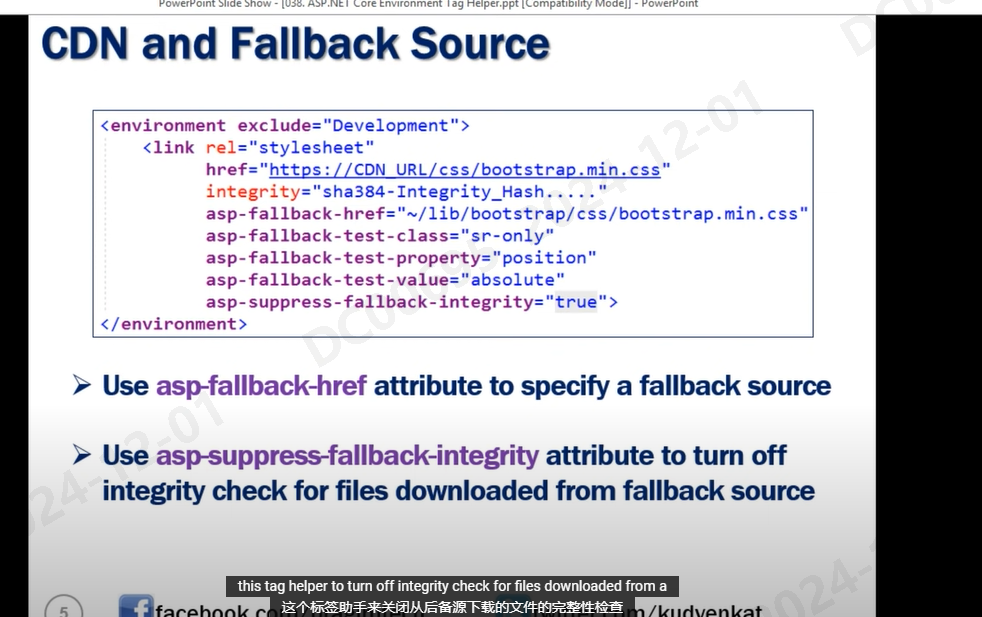 PowerPoint Slide Show - [038. ASP.NET Core Environment Tag Helper.ppt [Compatibility Mode]] - PowerPoint
CDN and Fallback Source
<environment exclude="Development">
<link rel="stylesheet"
href="https://CDN_URL/css/bootstrap.min.css"
integrity="sha384-Integrity_Hash....."
asp-fallback-href="~/lib/bootstrap/css/bootstrap.min.css"
asp-fallback-test-class="sr-only"
asp-fallback-test-property="position"
asp-fallback-test-value="absolute"
asp-suppress-fallback-integrity="true">
</environment>
➢ Use asp-fallback-href attribute to specify a fallback source
➢ Use asp-suppress-fallback-integrity attribute to turn off
integrity check for files downloaded from fallback source
this tag helper to turn off integrity check for files downloaded from a
这个标签助手来关闭从后备源下载的文件的完整性检查
5
facebook.co
m/kudvenkat